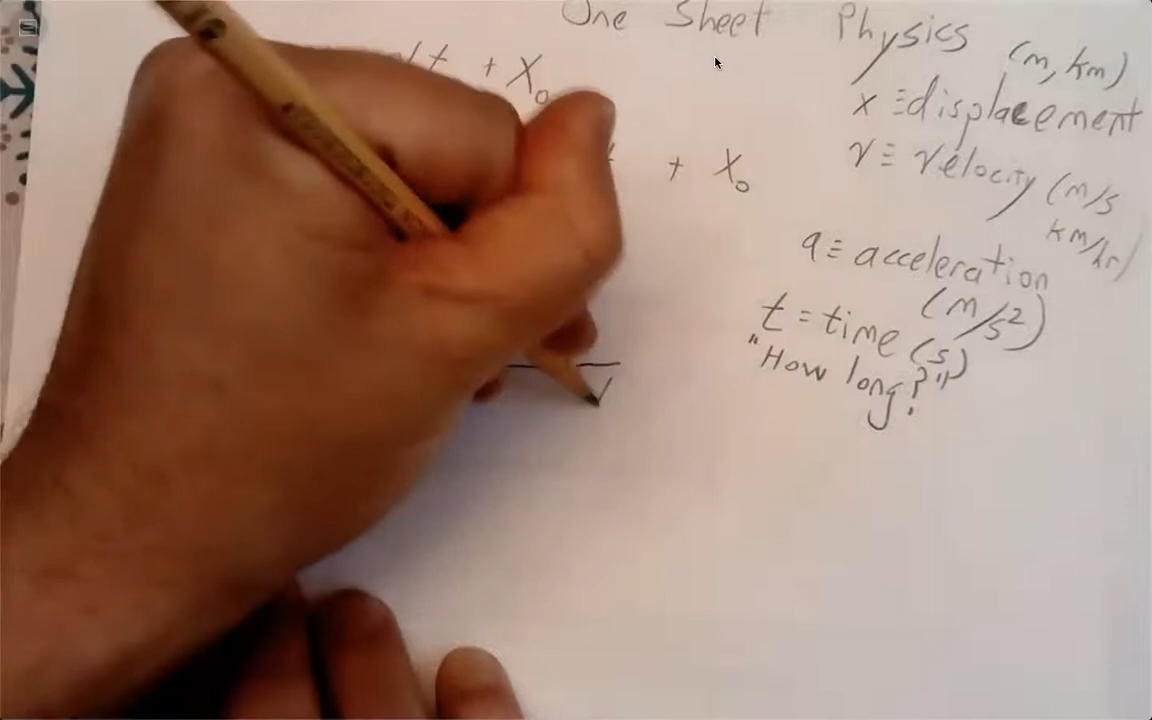 One Sheet Physics
t + X₀
+ X₀
(m, km)
x ≡ displacement
v ≡ velocity (m/s
km/hr)
a ≡ acceleration
(m/s²)
t = time (s)
"How long?"